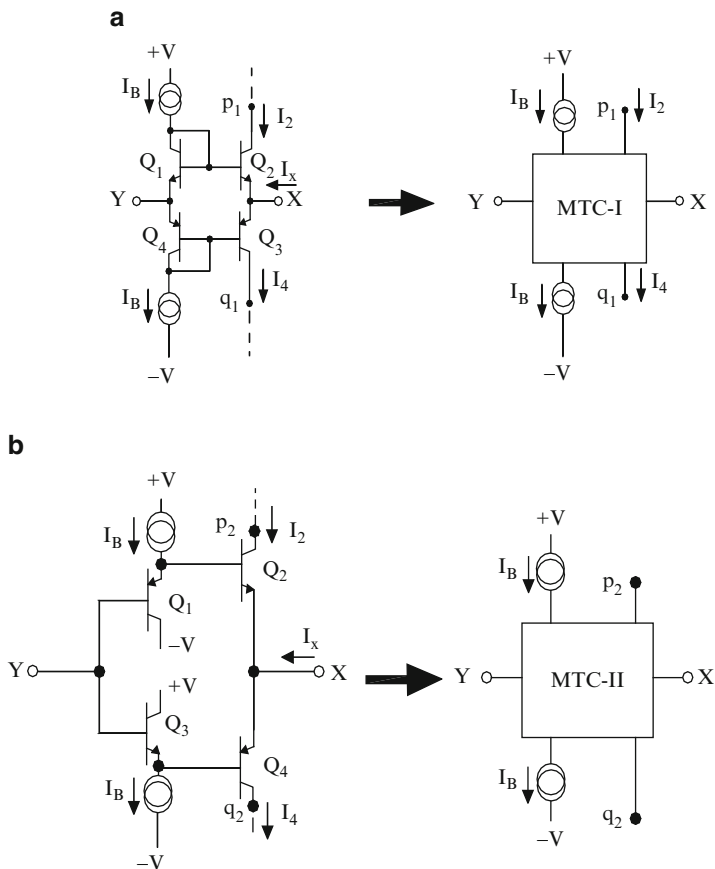 a
+V
I_B
p_1
I_2
Q_1
Q_2
I_x
Y
X
Q_4
Q_3
I_B
I_4
q_1
−V
+V
I_B
p_1
I_2
Y
MTC-I
X
I_B
q_1
I_4
−V
b
+V
I_B
p_2
I_2
Q_1
Q_2
−V
I_x
Y
X
+V
Q_3
Q_4
I_B
q_2
I_4
−V
+V
I_B
p_2
Y
MTC-II
X
I_B
q_2
−V